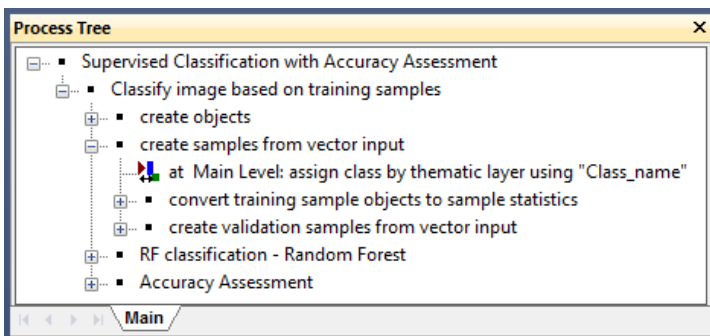 Process Tree
Supervised Classification with Accuracy Assessment
Classify image based on training samples
create objects
create samples from vector input
at Main Level: assign class by thematic layer using "Class_name"
convert training sample objects to sample statistics
create validation samples from vector input
RF classification - Random Forest
Accuracy Assessment
Main